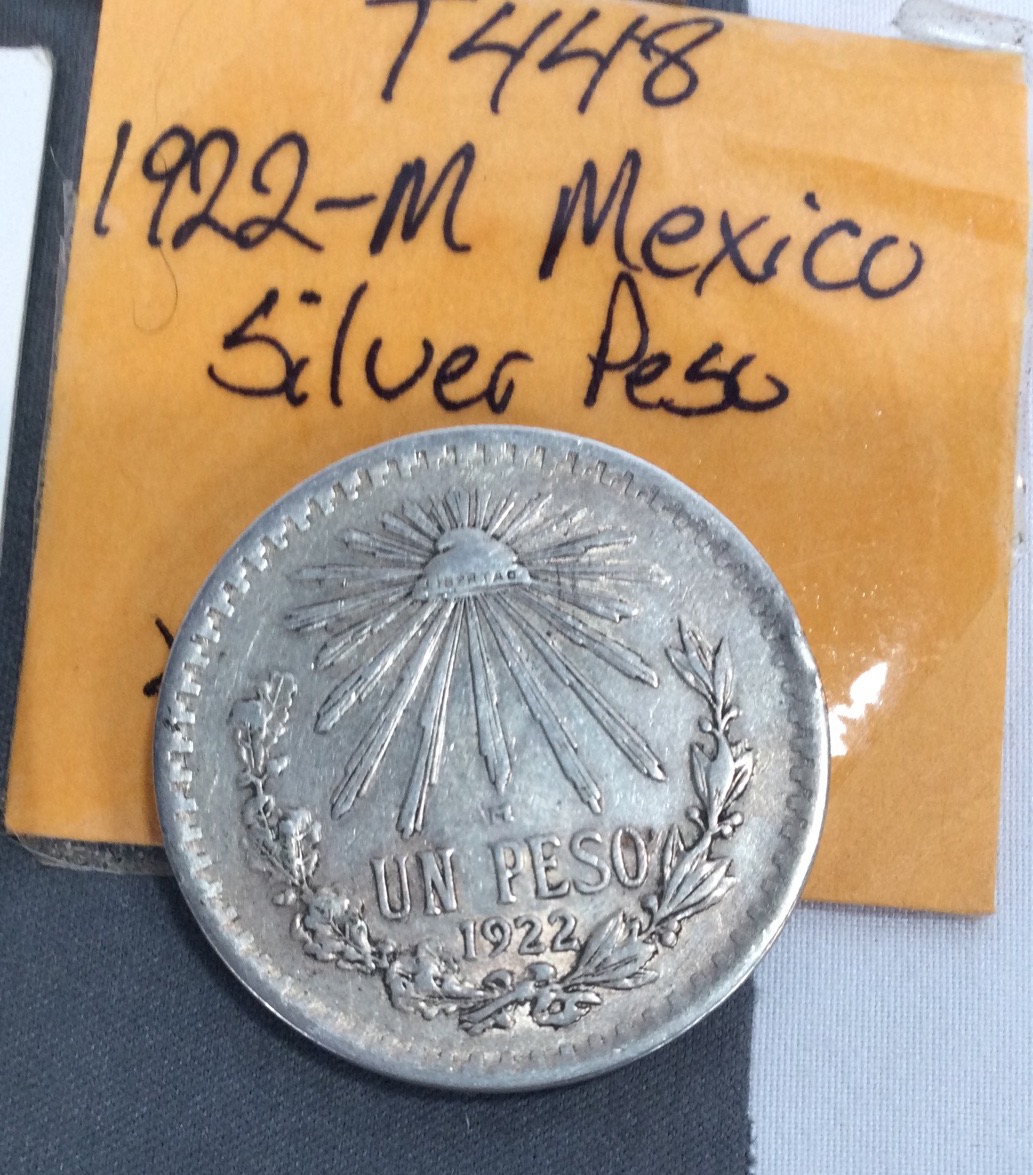 T448
1922-M Mexico
Silver Peso
LIBERTAD
M
UN PESO
1922